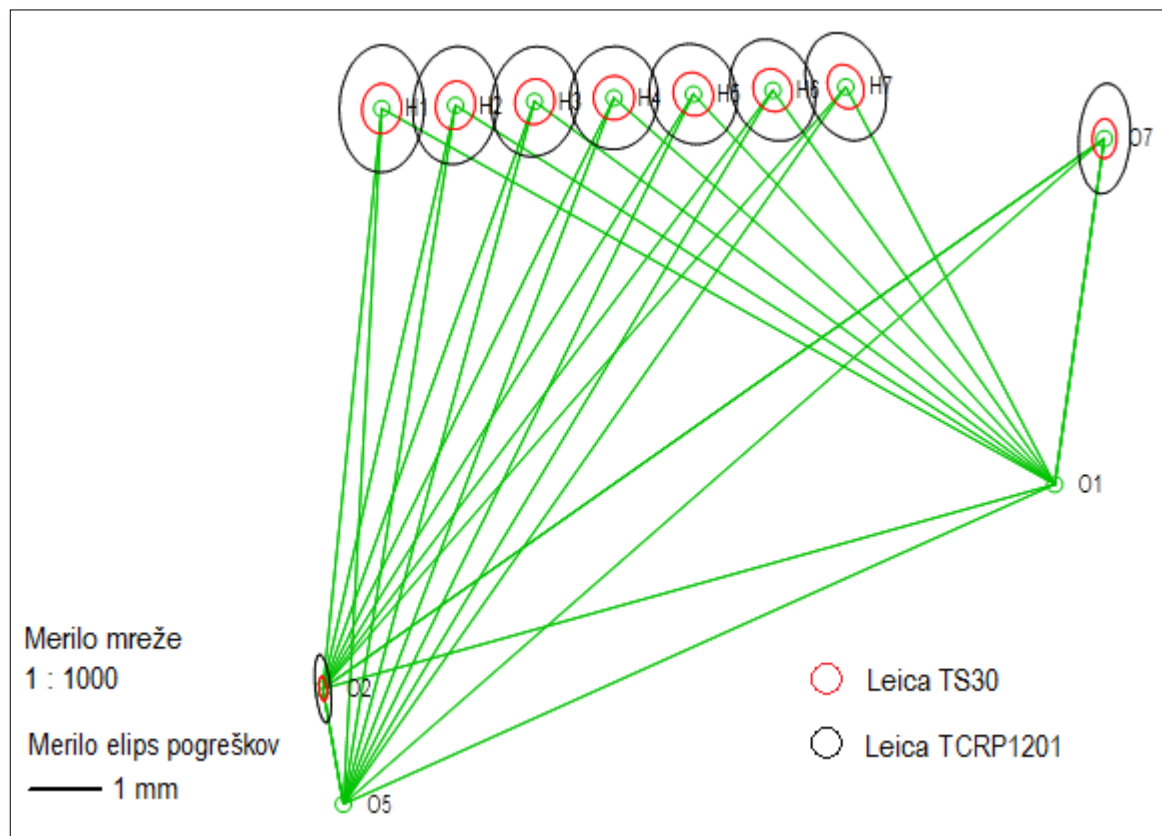 H1 H2 H3 H4 H5 H6 H7
O7
O1
Merilo mreže
1 : 1000
O2
Leica TS30
Merilo elips pogreškov
Leica TCRP1201
1 mm
O5